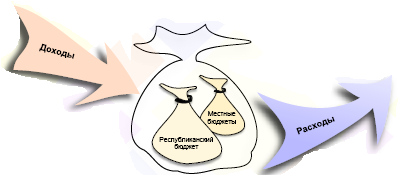 Доходы
Местные
бюджеты
Республиканский
бюджет
Расходы